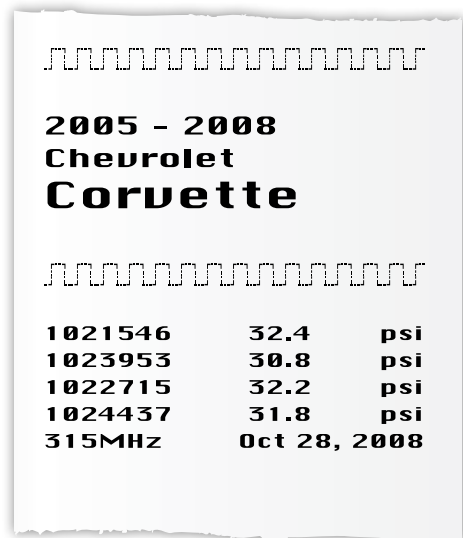 2005 - 2008
Chevrolet
Corvette
1021546 32.4 psi
1023953 30.8 psi
1022715 32.2 psi
1024437 31.8 psi
315MHz Oct 28, 2008